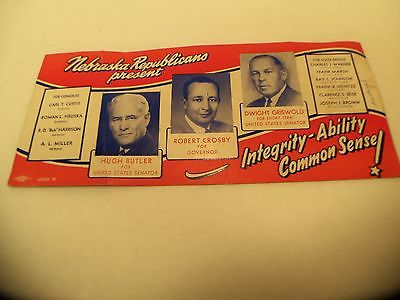 Nebraska Republicans
present
FOR CONGRESS
CARL T. CURTIS
ROMAN L. HRUSKA
R. D. "Bob" HARRISON
A. L. MILLER
HUGH BUTLER
FOR
UNITED STATES SENATOR
ROBERT CROSBY
FOR
GOVERNOR
DWIGHT GRISWOLD
FOR SHORT TERM
UNITED STATES SENATOR
FOR STATE OFFICES
CHARLES J. WARNER
FRANK MARSH
RAY C. JOHNSON
FRANK B. HEINTZE
CLARENCE S. BECK
JOSEPH J. BROWN
Integrity - Ability
Common Sense!